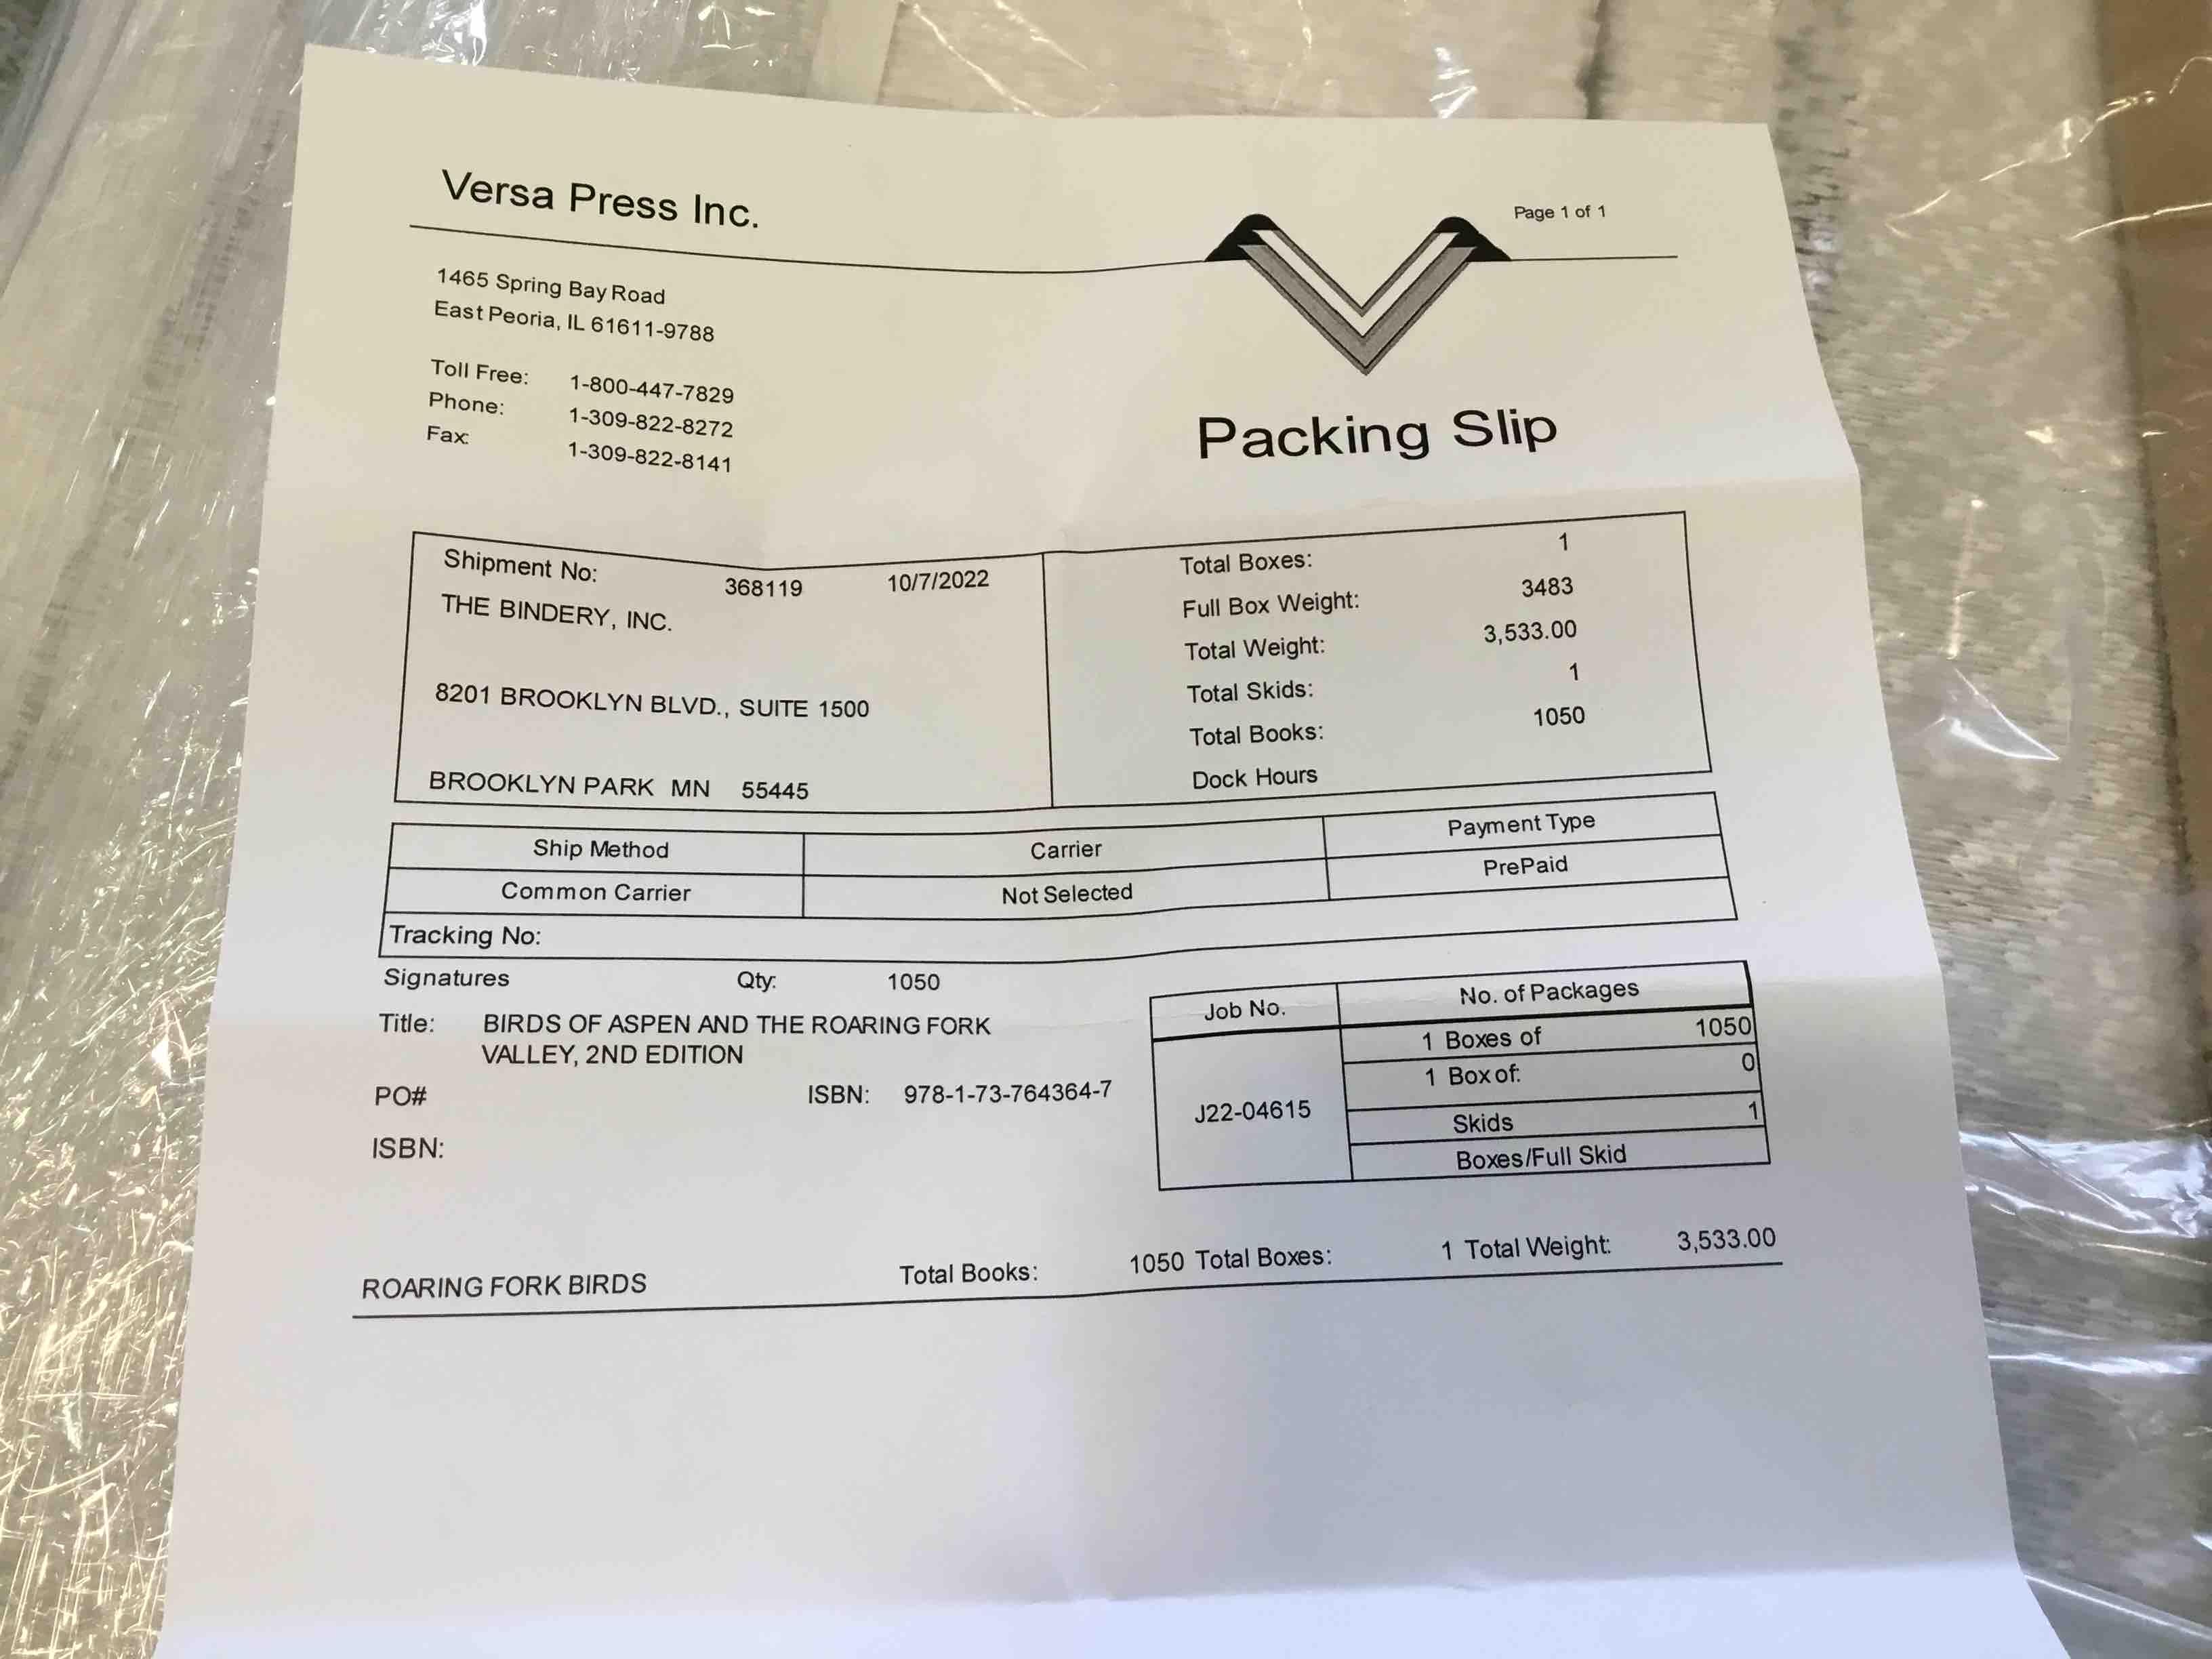 Versa Press Inc.
Page 1 of 1
1465 Spring Bay Road
East Peoria, IL 61611-9788
Toll Free: 1-800-447-7829
Phone: 1-309-822-8272
Fax: 1-309-822-8141
Packing Slip
Shipment No: 368119 10/7/2022
THE BINDERY, INC.
8201 BROOKLYN BLVD., SUITE 1500
BROOKLYN PARK MN 55445
Total Boxes: 1
Full Box Weight: 3483
Total Weight: 3,533.00
Total Skids: 1
Total Books: 1050
Dock Hours
Ship Method Carrier Payment Type
Common Carrier Not Selected PrePaid
Tracking No:
Signatures Qty: 1050
Title: BIRDS OF ASPEN AND THE ROARING FORK
VALLEY, 2ND EDITION
PO# ISBN: 978-1-73-764364-7
ISBN:
Job No. No. of Packages
J22-04615
1 Boxes of 1050
1 Box of: 0
Skids 1
Boxes/Full Skid
ROARING FORK BIRDS Total Books: 1050 Total Boxes: 1 Total Weight: 3,533.00